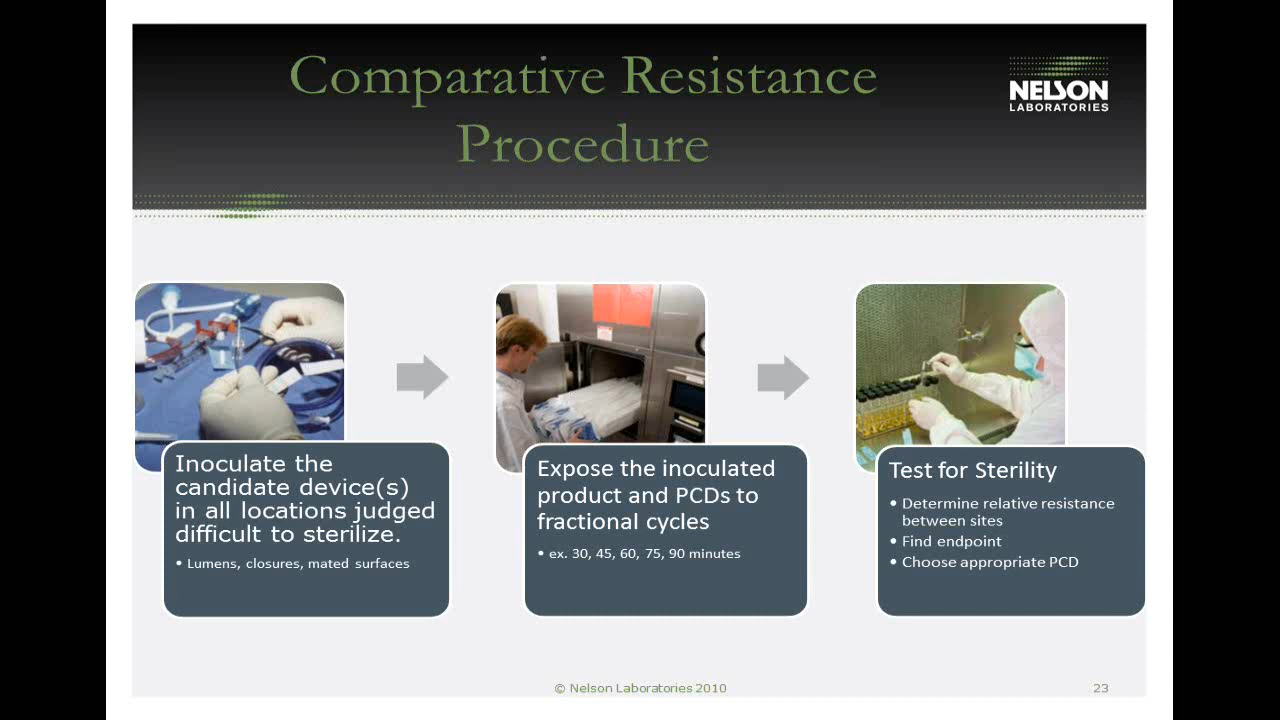 Comparative Resistance
Procedure
NELSON
LABORATORIES
Inoculate the
candidate device(s)
in all locations judged
difficult to sterilize.
• Lumens, closures, mated surfaces
Expose the inoculated
product and PCDs to
fractional cycles
• ex. 30, 45, 60, 75, 90 minutes
Test for Sterility
• Determine relative resistance
between sites
• Find endpoint
• Choose appropriate PCD
© Nelson Laboratories 2010
23